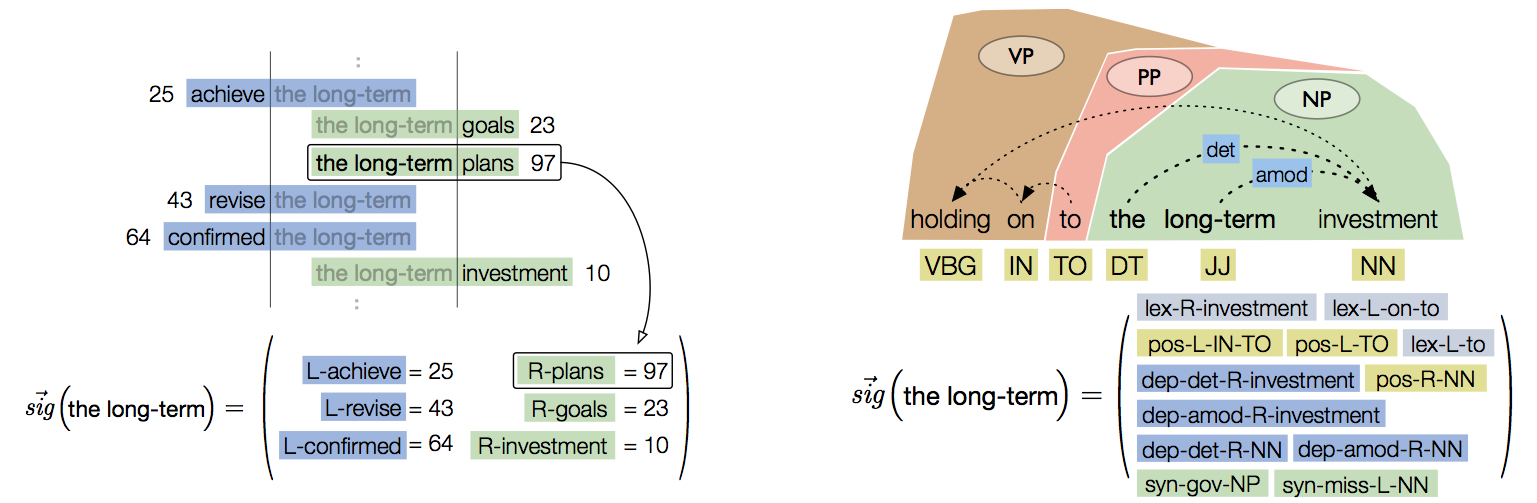 25 achieve the long-term
the long-term goals 23
the long-term plans 97
43 revise the long-term
64 confirmed the long-term
the long-term investment 10
sig(the long-term) =
L-achieve = 25 R-plans = 97
L-revise = 43 R-goals = 23
L-confirmed = 64 R-investment = 10
VP
PP
NP
det
amod
holding on to the long-term investment
VBG IN TO DT JJ NN
sig(the long-term) =
lex-R-investment lex-L-on-to
pos-L-IN-TO pos-L-TO lex-L-to
dep-det-R-investment pos-R-NN
dep-amod-R-investment
dep-det-R-NN dep-amod-R-NN
syn-gov-NP syn-miss-L-NN